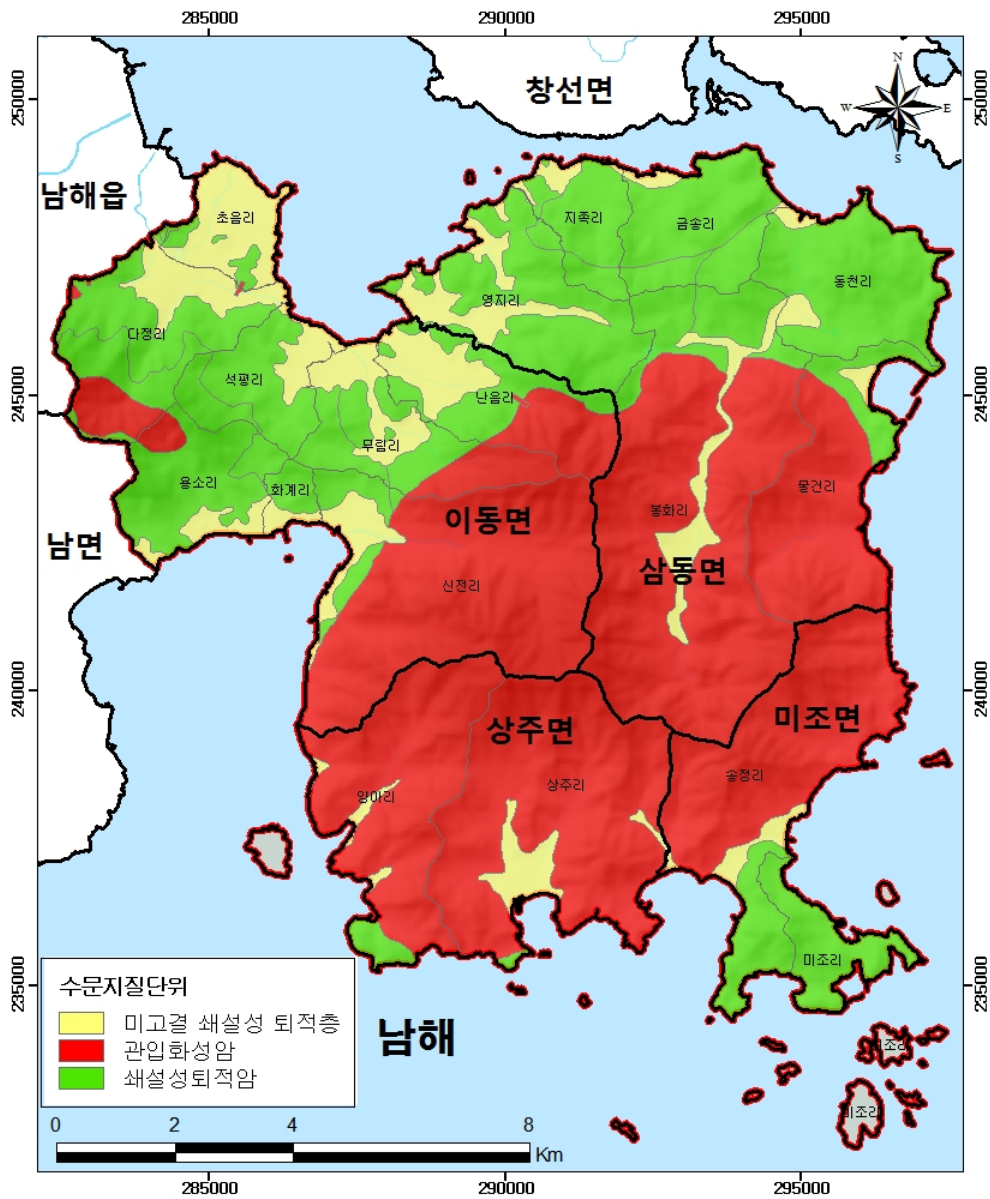 285000 290000 295000
250000 250000
창선면
N
W E
S
남해읍
초음리
지족리
금송리
동천리
영지리
다정리
석평리
245000 245000
난음리
무림리
용소리
화계리
물건리
봉화리
이동면
남면
삼동면
신전리
240000 240000
미조면
상주면
송정리
상주리
양아리
미조리
235000 235000
수문지질단위
미고결 쇄설성 퇴적층
관입화성암
쇄설성퇴적암
남해
미조리
미조리
0 2 4 8
Km
285000 290000 295000